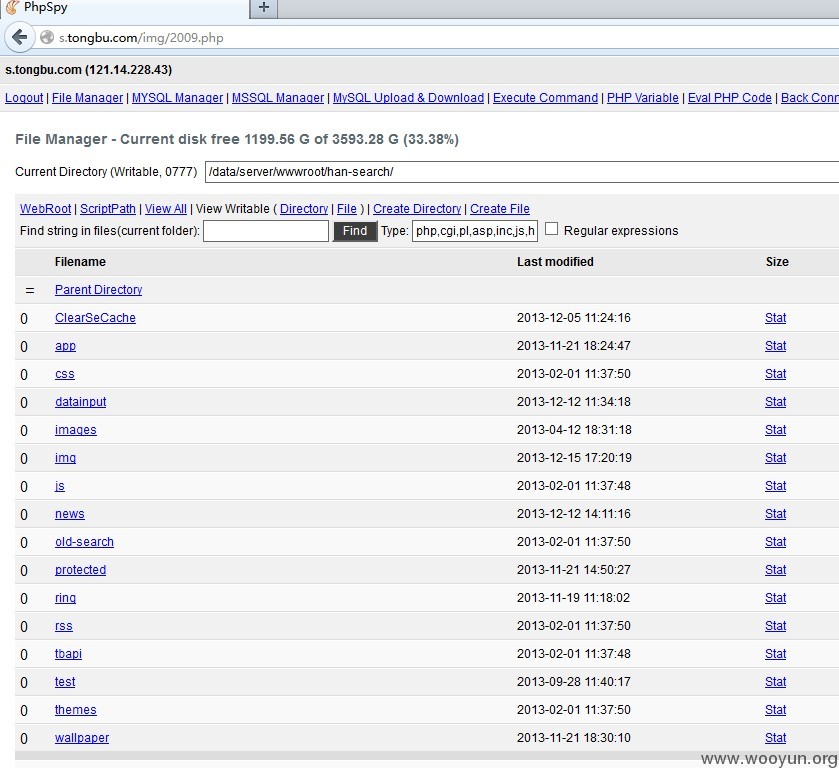 PhpSpy
s.tongbu.com/img/2009.php
s.tongbu.com (121.14.228.43)
Logout | File Manager | MYSQL Manager | MSSQL Manager | MySQL Upload & Download | Execute Command | PHP Variable | Eval PHP Code | Back Conn
File Manager - Current disk free 1199.56 G of 3593.28 G (33.38%)
Current Directory (Writable, 0777) /data/server/wwwroot/han-search/
WebRoot | ScriptPath | View All | View Writable ( Directory | File ) | Create Directory | Create File
Find string in files(current folder): Find Type: php,cgi,pl,asp,inc,js,h Regular expressions
Filename Last modified Size
= Parent Directory
0 ClearSeCache 2013-12-05 11:24:16 Stat
0 app 2013-11-21 18:24:47 Stat
0 css 2013-02-01 11:37:50 Stat
0 datainput 2013-12-12 11:34:18 Stat
0 images 2013-04-12 18:31:18 Stat
0 img 2013-12-15 17:20:19 Stat
0 js 2013-02-01 11:37:48 Stat
0 news 2013-12-12 14:11:16 Stat
0 old-search 2013-02-01 11:37:50 Stat
0 protected 2013-11-21 14:50:27 Stat
0 ring 2013-11-19 11:18:02 Stat
0 rss 2013-02-01 11:37:50 Stat
0 tbapi 2013-02-01 11:37:48 Stat
0 test 2013-09-28 11:40:17 Stat
0 themes 2013-02-01 11:37:50 Stat
0 wallpaper 2013-11-21 18:30:10 Stat
www.wooyun.org